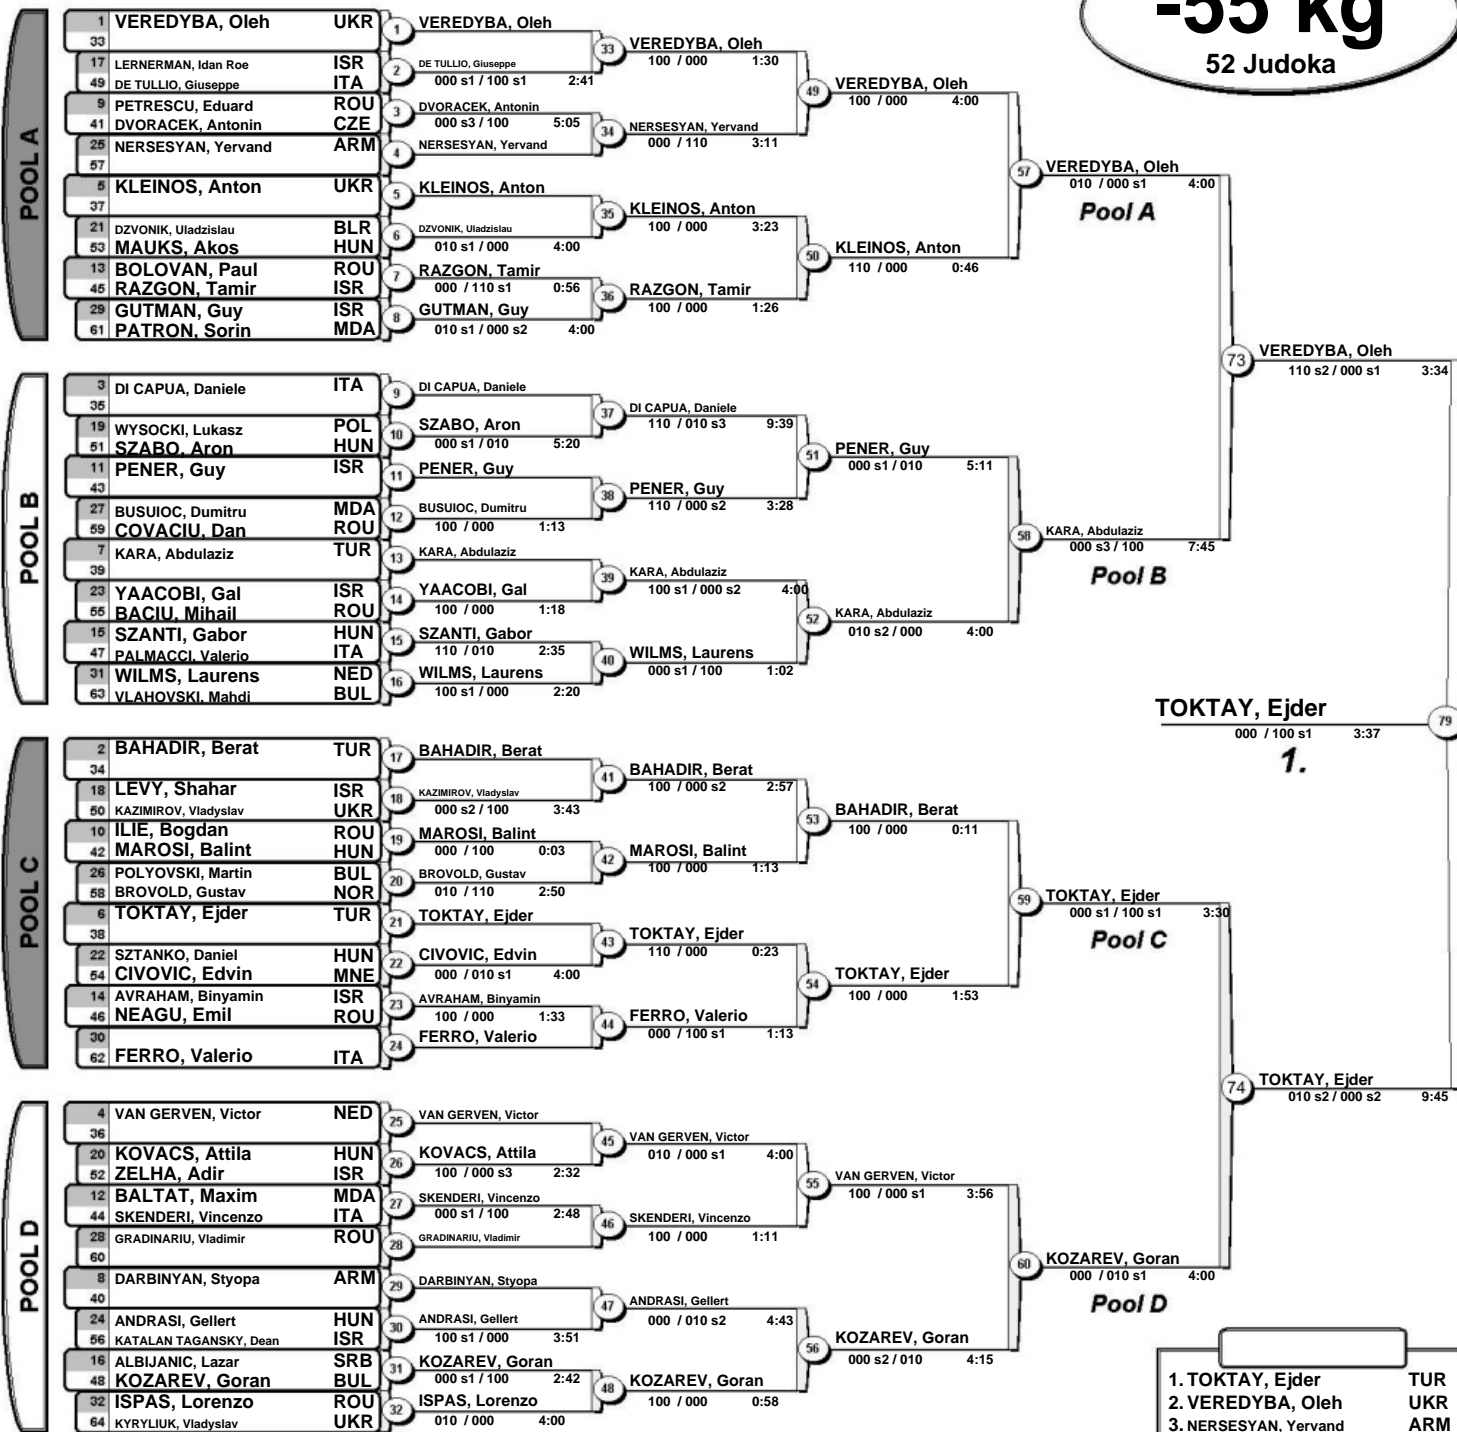 -55 kg
52 Judoka
POOL A
1 VEREDYBA, Oleh UKR
33
17 LERNERMAN, Idan Roe ISR
49 DE TULLIO, Giuseppe ITA
9 PETRESCU, Eduard ROU
41 DVORACEK, Antonin CZE
25 NERSESYAN, Yervand ARM
57
5 KLEINOS, Anton UKR
37
21 DZVONIK, Uladzislau BLR
53 MAUKS, Akos HUN
13 BOLOVAN, Paul ROU
45 RAZGON, Tamir ISR
29 GUTMAN, Guy ISR
61 PATRON, Sorin MDA
1 VEREDYBA, Oleh
2 DE TULLIO, Giuseppe
000 s1 / 100 s1 2:41
3 DVORACEK, Antonin
000 s3 / 100 5:05
4 NERSESYAN, Yervand
5 KLEINOS, Anton
6 DZVONIK, Uladzislau
010 s1 / 000 4:00
7 RAZGON, Tamir
000 / 110 s1 0:56
8 GUTMAN, Guy
010 s1 / 000 s2 4:00
33 VEREDYBA, Oleh
100 / 000 1:30
34 NERSESYAN, Yervand
000 / 110 3:11
35 KLEINOS, Anton
100 / 000 3:23
36 RAZGON, Tamir
100 / 000 1:26
49 VEREDYBA, Oleh
100 / 000 4:00
50 KLEINOS, Anton
110 / 000 0:46
57 VEREDYBA, Oleh
010 / 000 s1 4:00
Pool A
POOL B
3 DI CAPUA, Daniele ITA
35
19 WYSOCKI, Lukasz POL
51 SZABO, Aron HUN
11 PENER, Guy ISR
43
27 BUSUIOC, Dumitru MDA
59 COVACIU, Dan ROU
7 KARA, Abdulaziz TUR
39
23 YAACOBI, Gal ISR
55 BACIU, Mihail ROU
15 SZANTI, Gabor HUN
47 PALMACCI, Valerio ITA
31 WILMS, Laurens NED
63 VLAHOVSKI, Mahdi BUL
9 DI CAPUA, Daniele
10 SZABO, Aron
000 s1 / 010 5:20
11 PENER, Guy
12 BUSUIOC, Dumitru
100 / 000 1:13
13 KARA, Abdulaziz
14 YAACOBI, Gal
100 / 000 1:18
15 SZANTI, Gabor
110 / 010 2:35
16 WILMS, Laurens
100 s1 / 000 2:20
37 DI CAPUA, Daniele
110 / 010 s3 9:39
38 PENER, Guy
110 / 000 s2 3:28
39 KARA, Abdulaziz
100 s1 / 000 s2 4:00
40 WILMS, Laurens
000 s1 / 100 1:02
51 PENER, Guy
000 s1 / 010 5:11
52 KARA, Abdulaziz
010 s2 / 000 4:00
58 KARA, Abdulaziz
000 s3 / 100 7:45
Pool B
73 VEREDYBA, Oleh
110 s2 / 000 s1 3:34
TOKTAY, Ejder 79
000 / 100 s1 3:37
1.
POOL C
2 BAHADIR, Berat TUR
34
18 LEVY, Shahar ISR
50 KAZIMIROV, Vladyslav UKR
10 ILIE, Bogdan ROU
42 MAROSI, Balint HUN
26 POLYOVSKI, Martin BUL
58 BROVOLD, Gustav NOR
6 TOKTAY, Ejder TUR
38
22 SZTANKO, Daniel HUN
54 CIVOVIC, Edvin MNE
14 AVRAHAM, Binyamin ISR
46 NEAGU, Emil ROU
30
62 FERRO, Valerio ITA
17 BAHADIR, Berat
18 KAZIMIROV, Vladyslav
000 s2 / 100 3:43
19 MAROSI, Balint
000 / 100 0:03
20 BROVOLD, Gustav
010 / 110 2:50
21 TOKTAY, Ejder
22 CIVOVIC, Edvin
000 / 010 s1 4:00
23 AVRAHAM, Binyamin
100 / 000 1:33
24 FERRO, Valerio
41 BAHADIR, Berat
100 / 000 s2 2:57
42 MAROSI, Balint
100 / 000 1:13
43 TOKTAY, Ejder
110 / 000 0:23
44 FERRO, Valerio
000 / 100 s1 1:13
53 BAHADIR, Berat
100 / 000 0:11
54 TOKTAY, Ejder
100 / 000 1:53
59 TOKTAY, Ejder
000 s1 / 100 s1 3:30
Pool C
POOL D
4 VAN GERVEN, Victor NED
36
20 KOVACS, Attila HUN
52 ZELHA, Adir ISR
12 BALTAT, Maxim MDA
44 SKENDERI, Vincenzo ITA
28 GRADINARIU, Vladimir ROU
60
8 DARBINYAN, Styopa ARM
40
24 ANDRASI, Gellert HUN
56 KATALAN TAGANSKY, Dean ISR
16 ALBIJANIC, Lazar SRB
48 KOZAREV, Goran BUL
32 ISPAS, Lorenzo ROU
64 KYRYLIUK, Vladyslav UKR
25 VAN GERVEN, Victor
26 KOVACS, Attila
100 / 000 s3 2:32
27 SKENDERI, Vincenzo
000 s1 / 100 2:48
28 GRADINARIU, Vladimir
29 DARBINYAN, Styopa
30 ANDRASI, Gellert
100 s1 / 000 3:51
31 KOZAREV, Goran
000 s1 / 100 2:42
32 ISPAS, Lorenzo
010 / 000 4:00
45 VAN GERVEN, Victor
010 / 000 s1 4:00
46 SKENDERI, Vincenzo
100 / 000 1:11
47 ANDRASI, Gellert
000 / 010 s2 4:43
48 KOZAREV, Goran
100 / 000 0:58
55 VAN GERVEN, Victor
100 / 000 s1 3:56
56 KOZAREV, Goran
000 s2 / 010 4:15
60 KOZAREV, Goran
000 / 010 s1 4:00
Pool D
74 TOKTAY, Ejder
010 s2 / 000 s2 9:45
1. TOKTAY, Ejder TUR
2. VEREDYBA, Oleh UKR
3. NERSESYAN, Yervand ARM